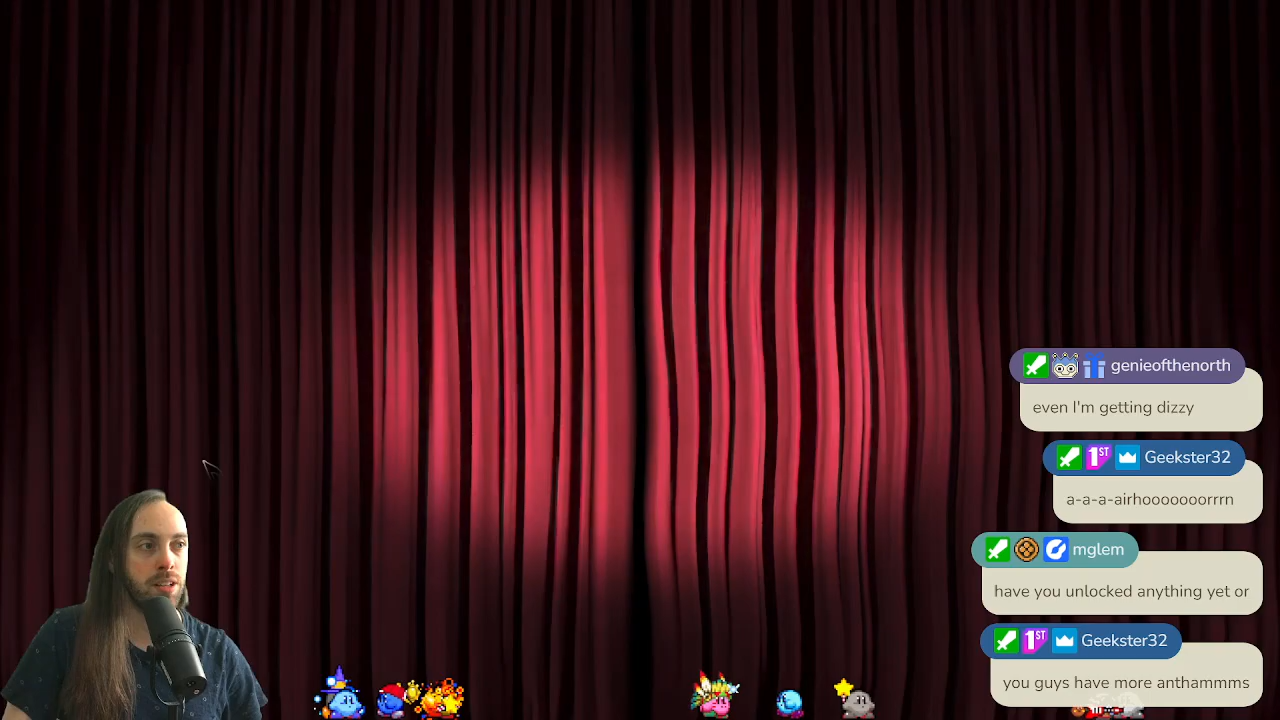 genieofthenorth
even I'm getting dizzy
1ST Geekster32
a-a-a-airhooooooorrrn
mglem
have you unlocked anything yet or
1ST Geekster32
you guys have more anthammms